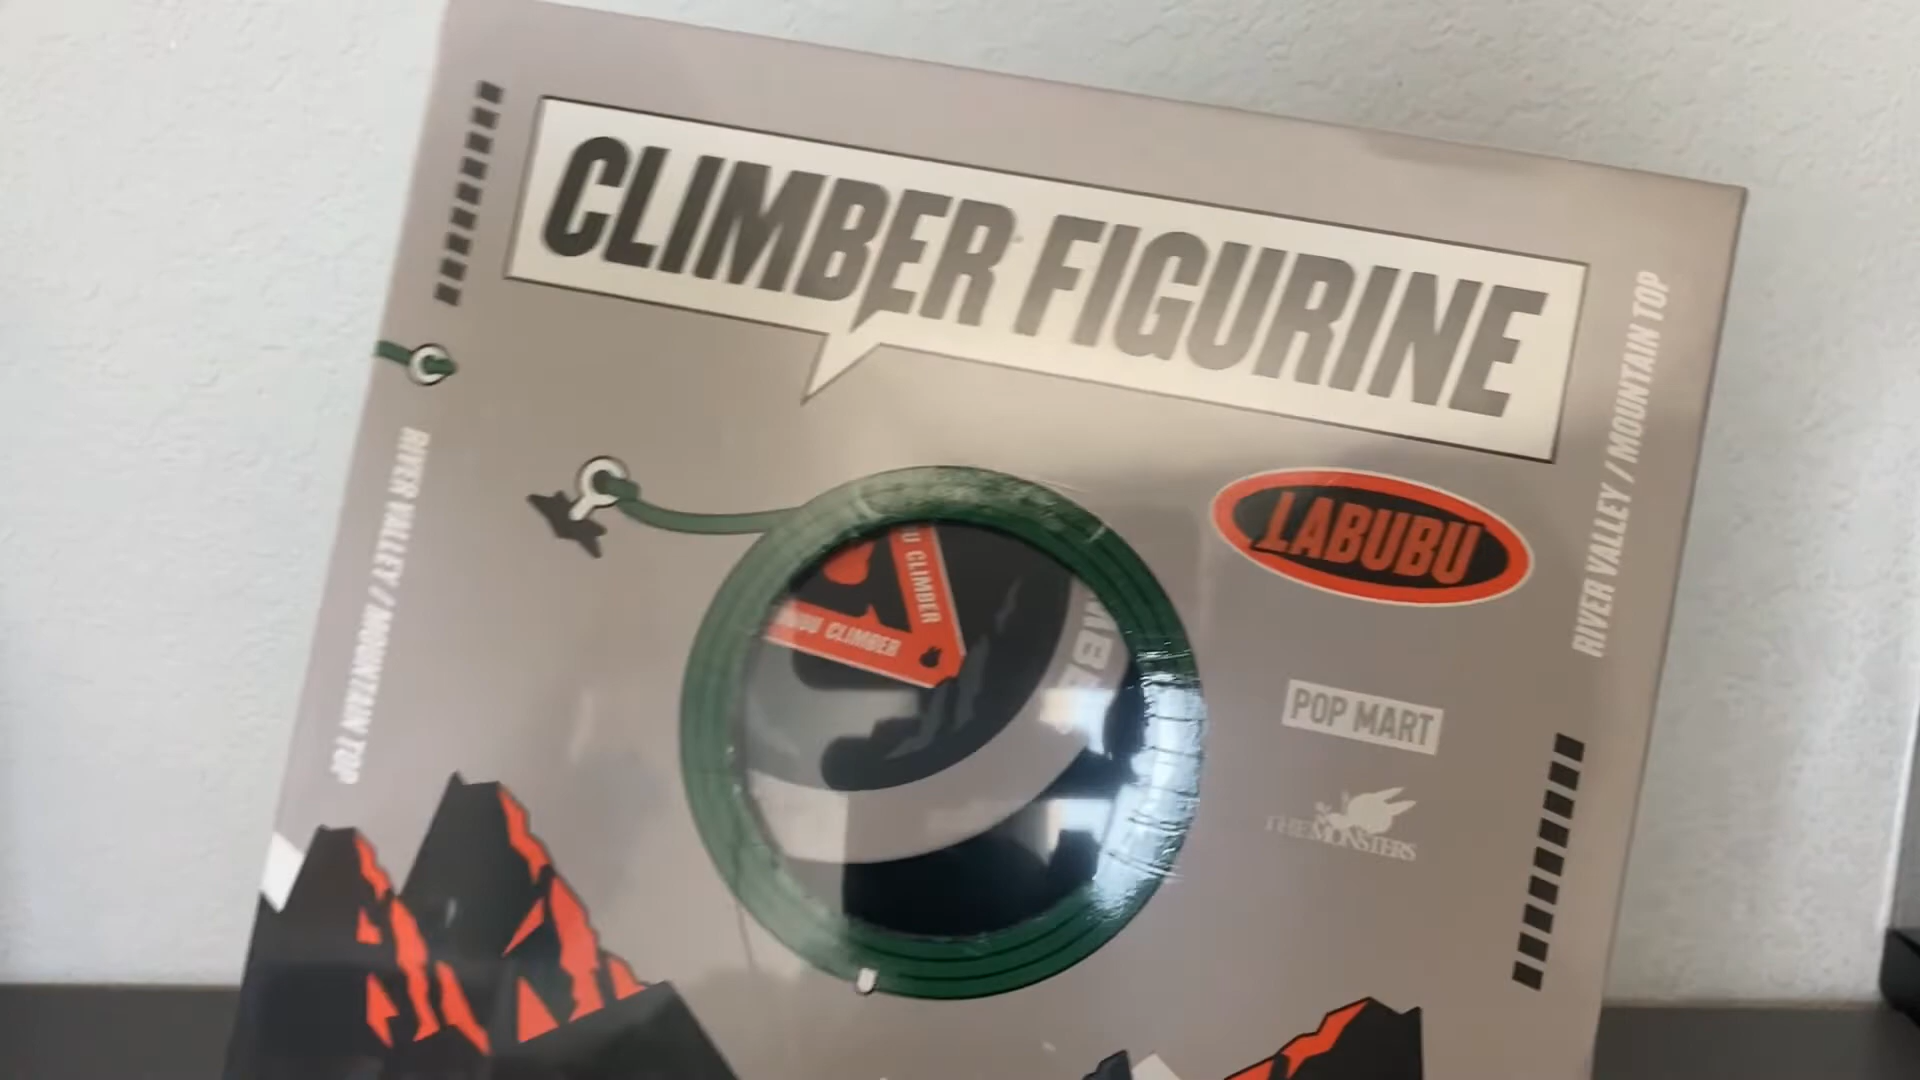 CLIMBER FIGURINE
LABUBU
RIVER VALLEY / MOUNTAIN TOP
RIVER VALLEY / MOUNTAIN TOP
U CLIMBER
CLIMBER
POP MART
THE MONSTERS